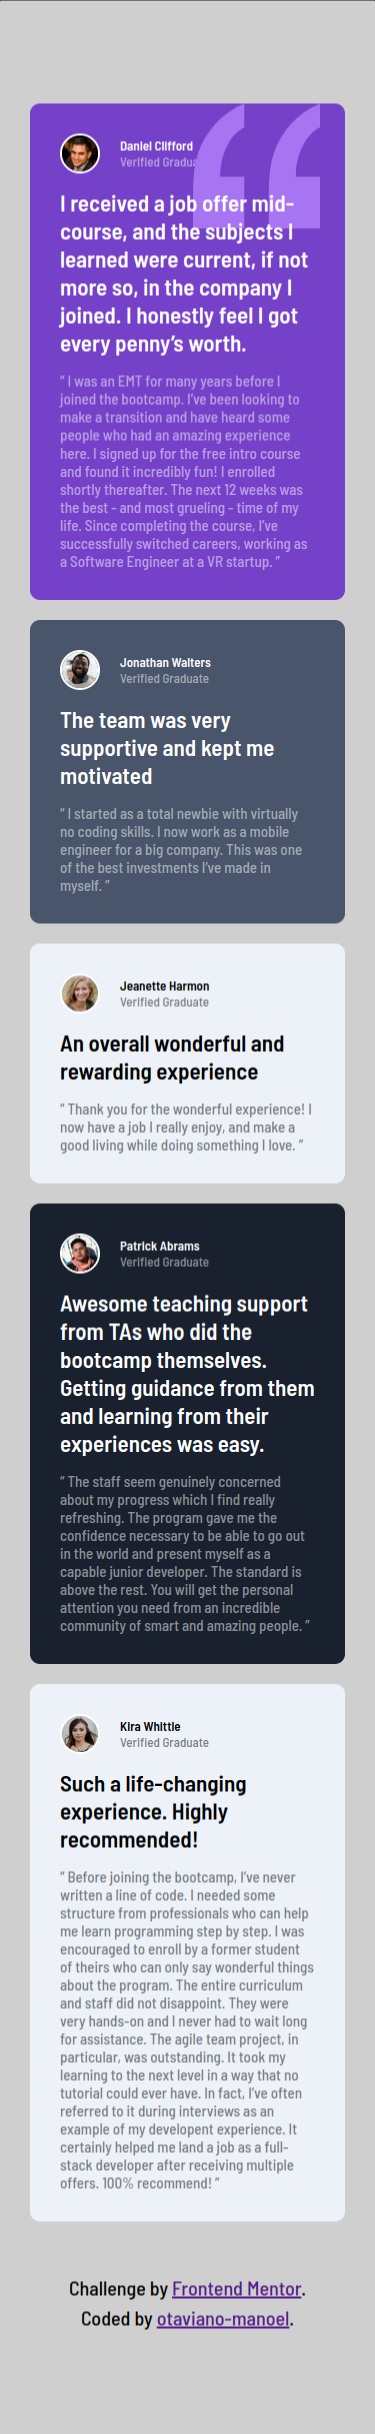 Daniel Clifford
Verified Gradua
I received a job offer mid-
course, and the subjects I
learned were current, if not
more so, in the company I
joined. I honestly feel I got
every penny’s worth.
“ I was an EMT for many years before I
joined the bootcamp. I’ve been looking to
make a transition and have heard some
people who had an amazing experience
here. I signed up for the free intro course
and found it incredibly fun! I enrolled
shortly thereafter. The next 12 weeks was
the best - and most grueling - time of my
life. Since completing the course, I’ve
successfully switched careers, working as
a Software Engineer at a VR startup. ”
Jonathan Walters
Verified Graduate
The team was very
supportive and kept me
motivated
“ I started as a total newbie with virtually
no coding skills. I now work as a mobile
engineer for a big company. This was one
of the best investments I’ve made in
myself. ”
Jeanette Harmon
Verified Graduate
An overall wonderful and
rewarding experience
“ Thank you for the wonderful experience! I
now have a job I really enjoy, and make a
good living while doing something I love. ”
Patrick Abrams
Verified Graduate
Awesome teaching support
from TAs who did the
bootcamp themselves.
Getting guidance from them
and learning from their
experiences was easy.
“ The staff seem genuinely concerned
about my progress which I find really
refreshing. The program gave me the
confidence necessary to be able to go out
in the world and present myself as a
capable junior developer. The standard is
above the rest. You will get the personal
attention you need from an incredible
community of smart and amazing people. ”
Kira Whittle
Verified Graduate
Such a life-changing
experience. Highly
recommended!
“ Before joining the bootcamp, I’ve never
written a line of code. I needed some
structure from professionals who can help
me learn programming step by step. I was
encouraged to enroll by a former student
of theirs who can only say wonderful things
about the program. The entire curriculum
and staff did not disappoint. They were
very hands-on and I never had to wait long
for assistance. The agile team project, in
particular, was outstanding. It took my
learning to the next level in a way that no
tutorial could ever have. In fact, I’ve often
referred to it during interviews as an
example of my developent experience. It
certainly helped me land a job as a full-
stack developer after receiving multiple
offers. 100% recommend! ”
Challenge by Frontend Mentor.
Coded by otaviano-manoel.